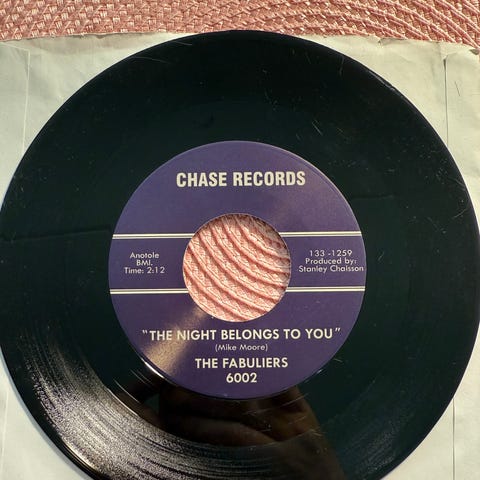 CHASE RECORDS
Anotole
BMI.
Time: 2:12
133 -1259
Produced by:
Stanley Chaisson
"THE NIGHT BELONGS TO YOU"
(Mike Moore)
THE FABULIERS
6002